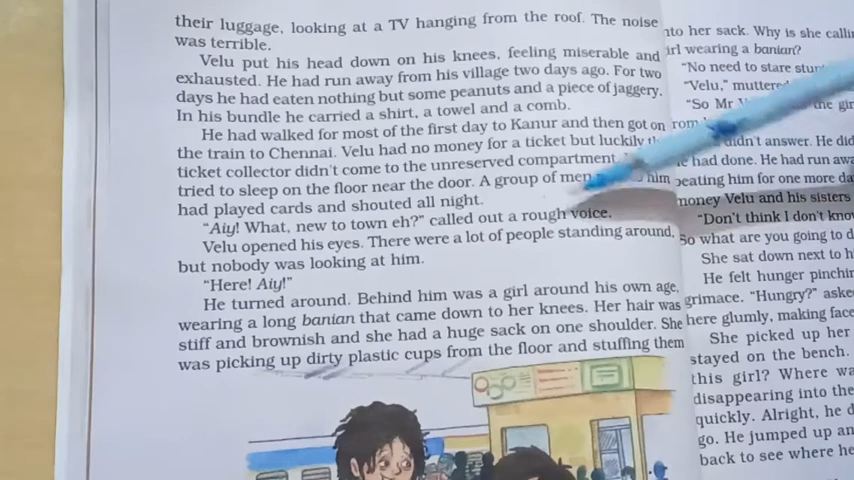 their luggage, looking at a TV hanging from the roof. The noise
was terrible.
Velu put his head down on his knees, feeling miserable and
exhausted. He had run away from his village two days ago. For two
days he had eaten nothing but some peanuts and a piece of jaggery.
In his bundle he carried a shirt, a towel and a comb.
He had walked for most of the first day to Kanur and then got on
the train to Chennai. Velu had no money for a ticket but luckily
ticket collector didn't come to the unreserved compartment.
tried to sleep on the floor near the door. A group of men him
had played cards and shouted all night.
"Aiy! What, new to town eh?" called out a rough voice.
Velu opened his eyes. There were a lot of people standing around,
but nobody was looking at him.
"Here! Aiy!"
He turned around. Behind him was a girl around his own age,
wearing a long banian that came down to her knees. Her hair was
stiff and brownish and she had a huge sack on one shoulder. She
was picking up dirty plastic cups from the floor and stuffing them
nto her sack. Why is she calli
irl wearing a banian?
"No need to stare
"Velu," muttered
"So Mr the gir
rom
didn't answer. He did
e had done. He had run awa
beating him for one more da
money Velu and his sisters
"Don't think I don't know
So what are you going to d
She sat down next to h
He felt hunger pinchin
grimace. "Hungry?" aske
here glumly, making face
She picked up her
stayed on the bench.
this girl? Where wa
disappearing into the
quickly. Alright, he d
go. He jumped up an
back to see where he